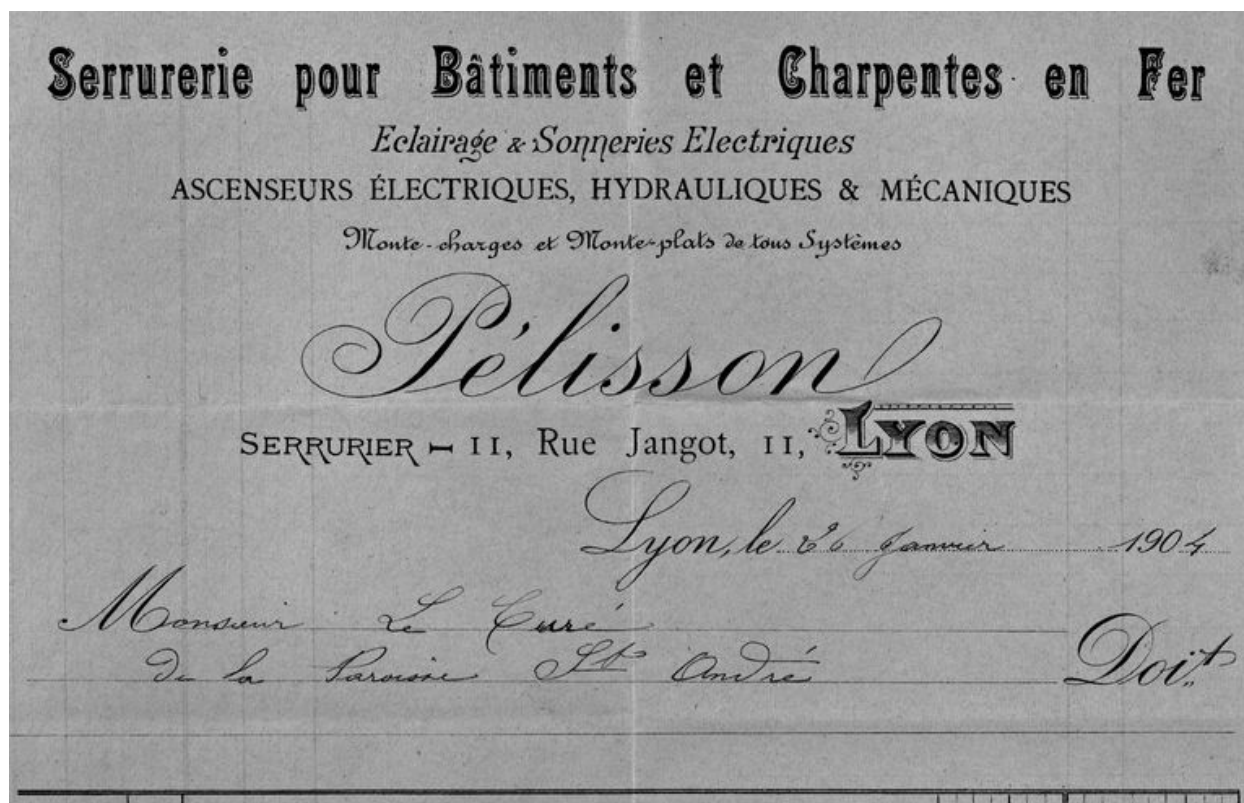 Serrurerie pour Bâtiments et Charpentes en Fer
Eclairage & Sonneries Electriques
ASCENSEURS ÉLECTRIQUES, HYDRAULIQUES & MÉCANIQUES
Monte-charges et Monte-plats de tous Systèmes
Pélisson
SERRURIER — 11, Rue Jangot, 11, LYON
Lyon, le 26 Janvier 1904
Monsieur Le Curé
de la Paroisse St André Doit